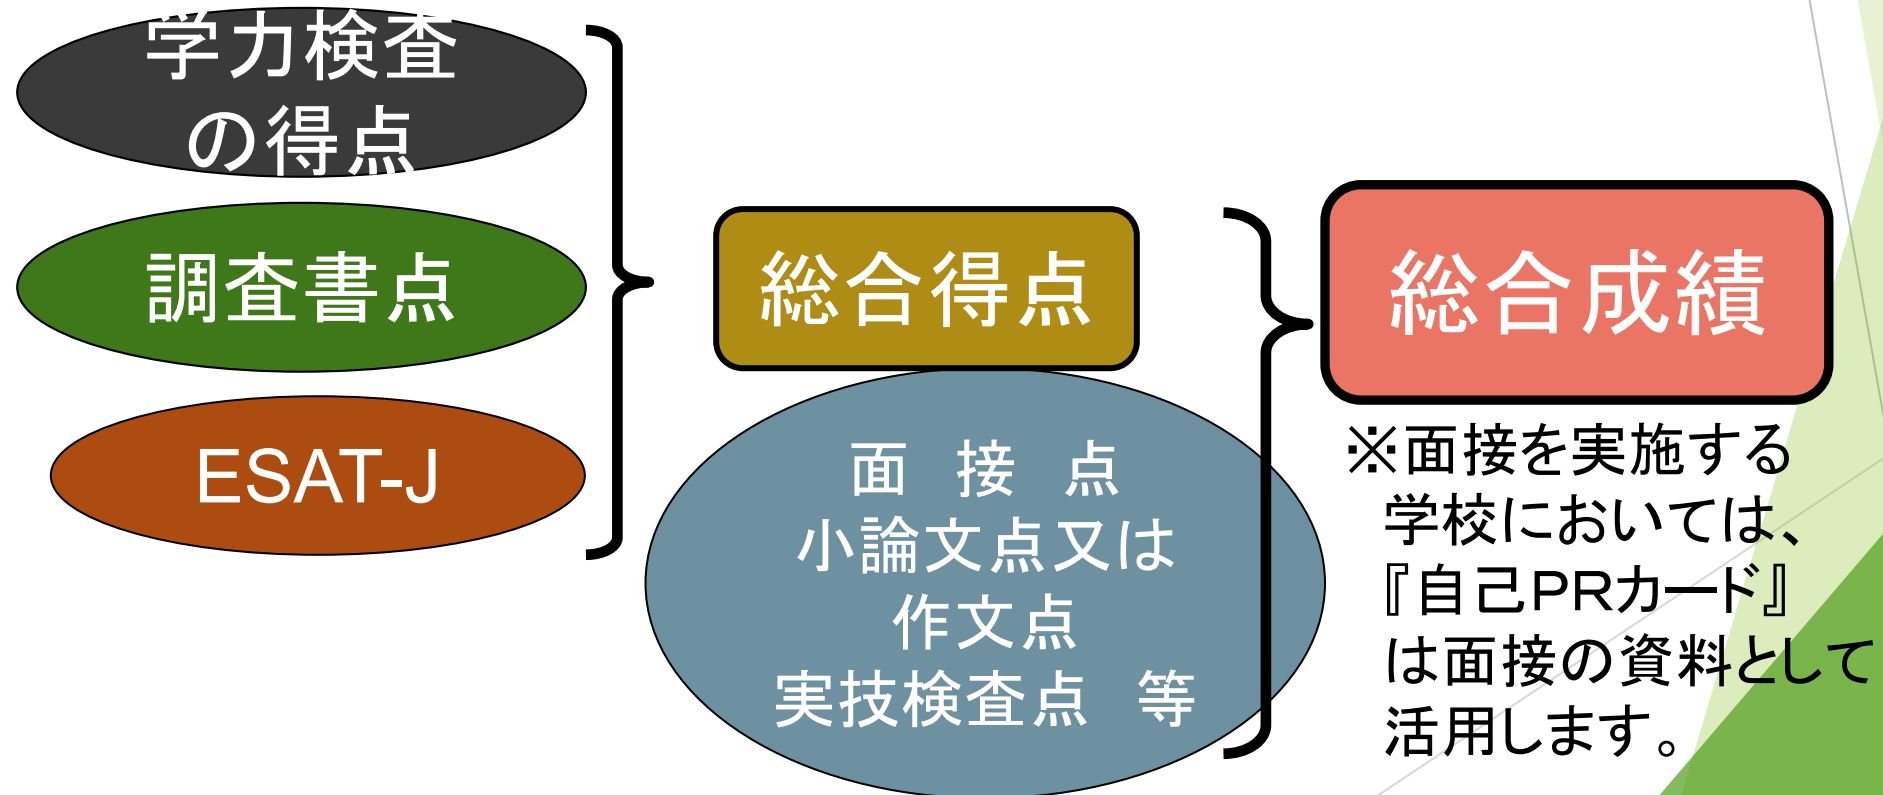 学力検査
の得点
調査書点
ESAT-J
総合得点
面　接　点
小論文点又は
作文点
実技検査点　等
総合成績
※面接を実施する
学校においては、
『自己PRカード』
は面接の資料として
活用します。